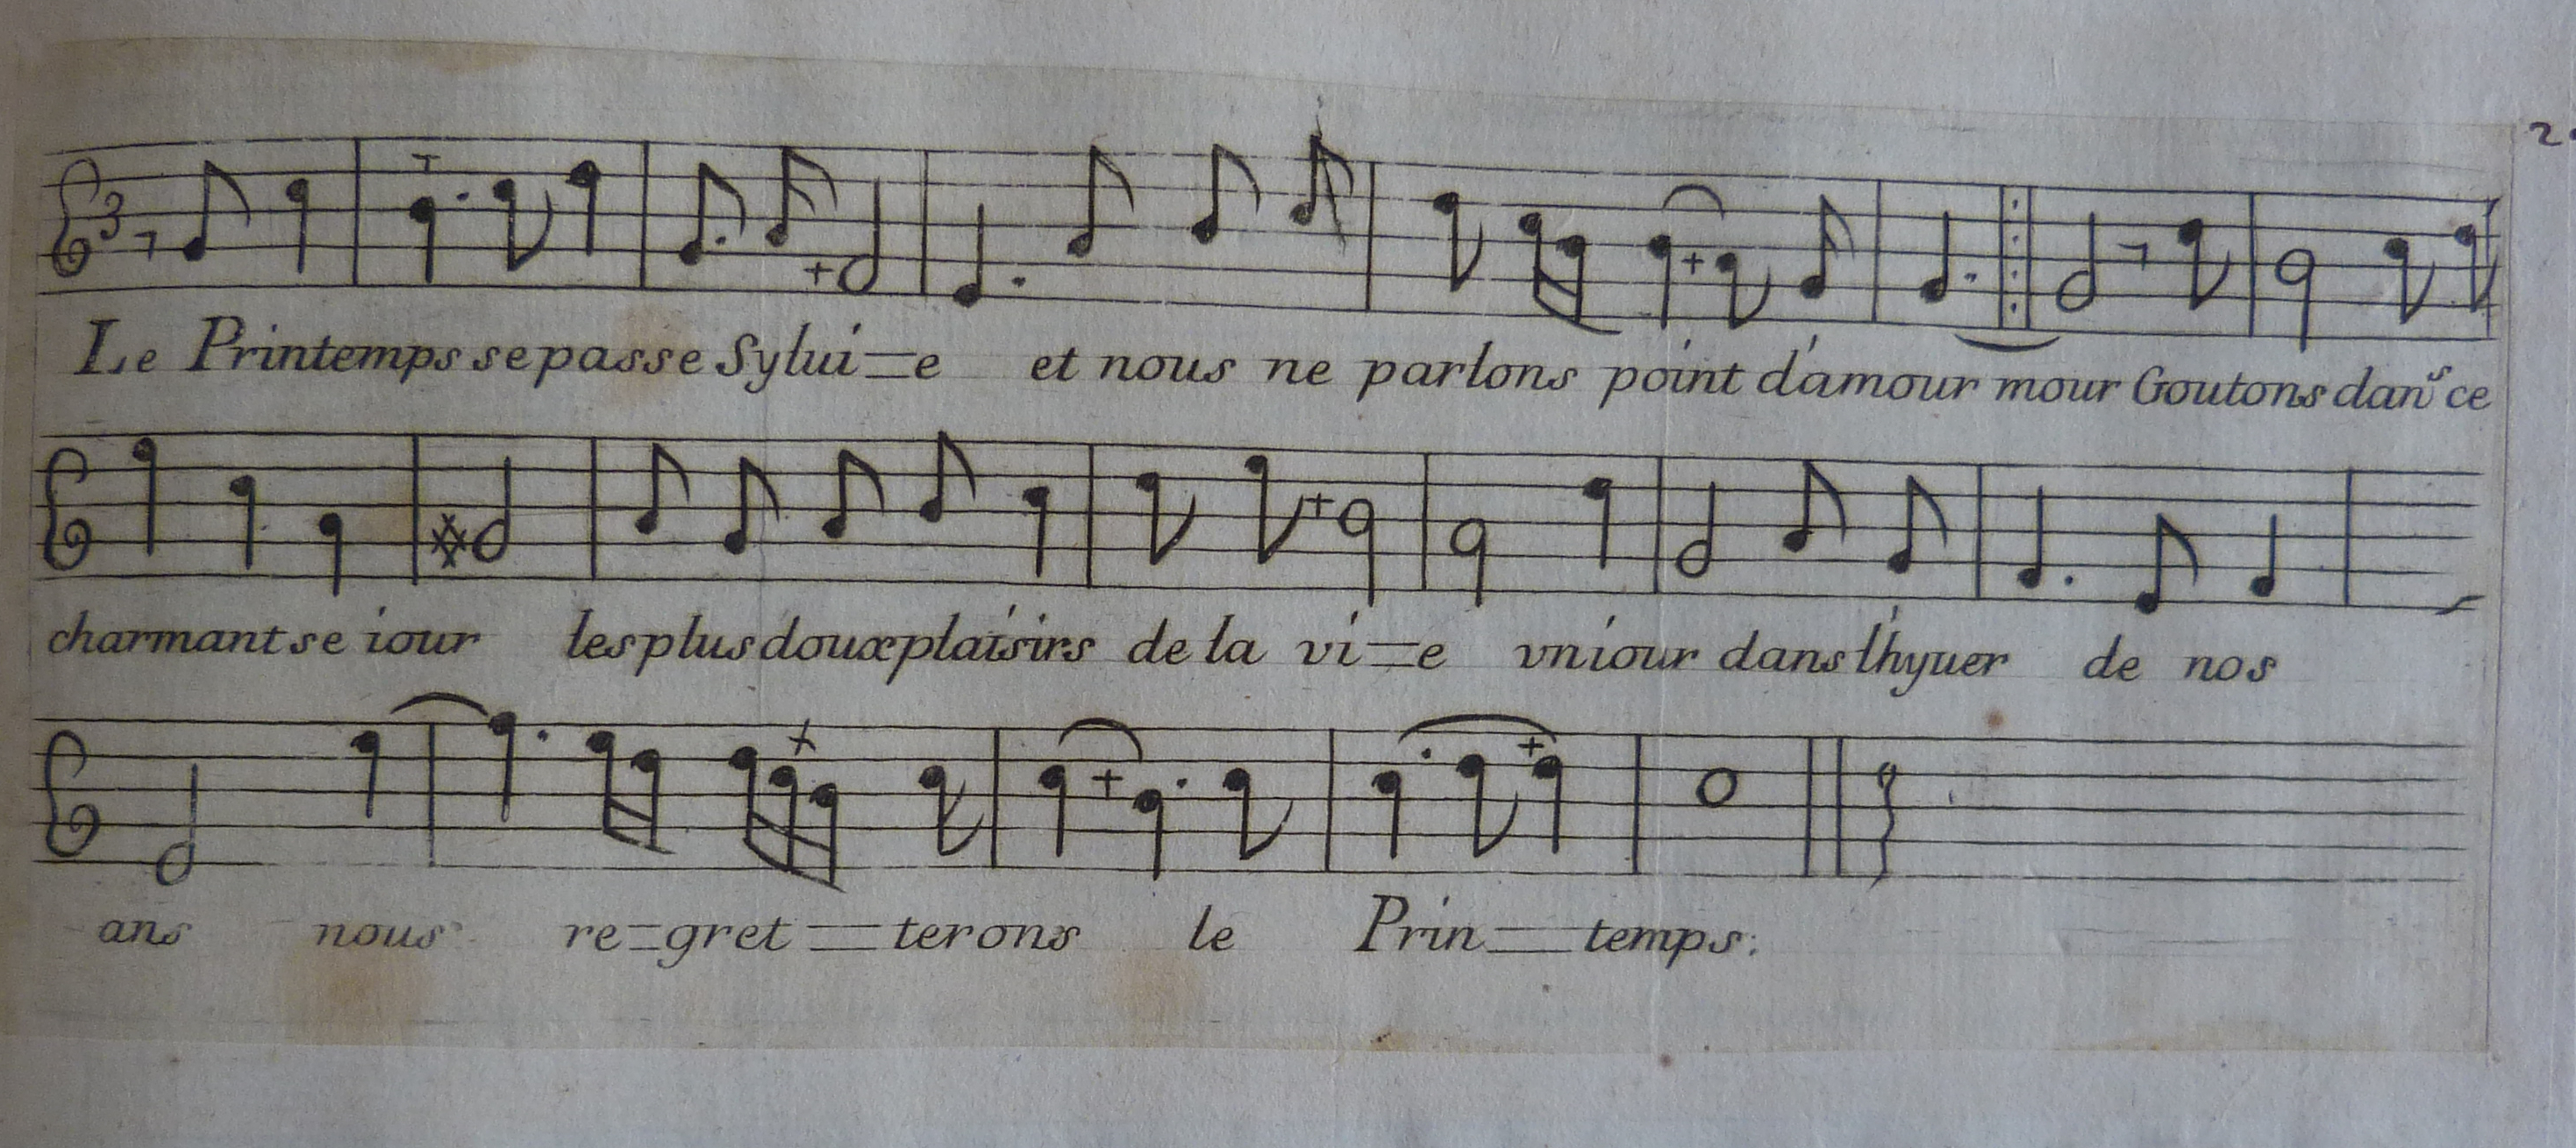 2
3
Le Printemps se passe Sylui=e et nous ne parlons point d'amour mour Goutons dans ce
charmant se iour les plus doux plaisirs de la vi=e vn iour dans l'hyuer de nos
ans nous re=gret=terons le Prin=temps.